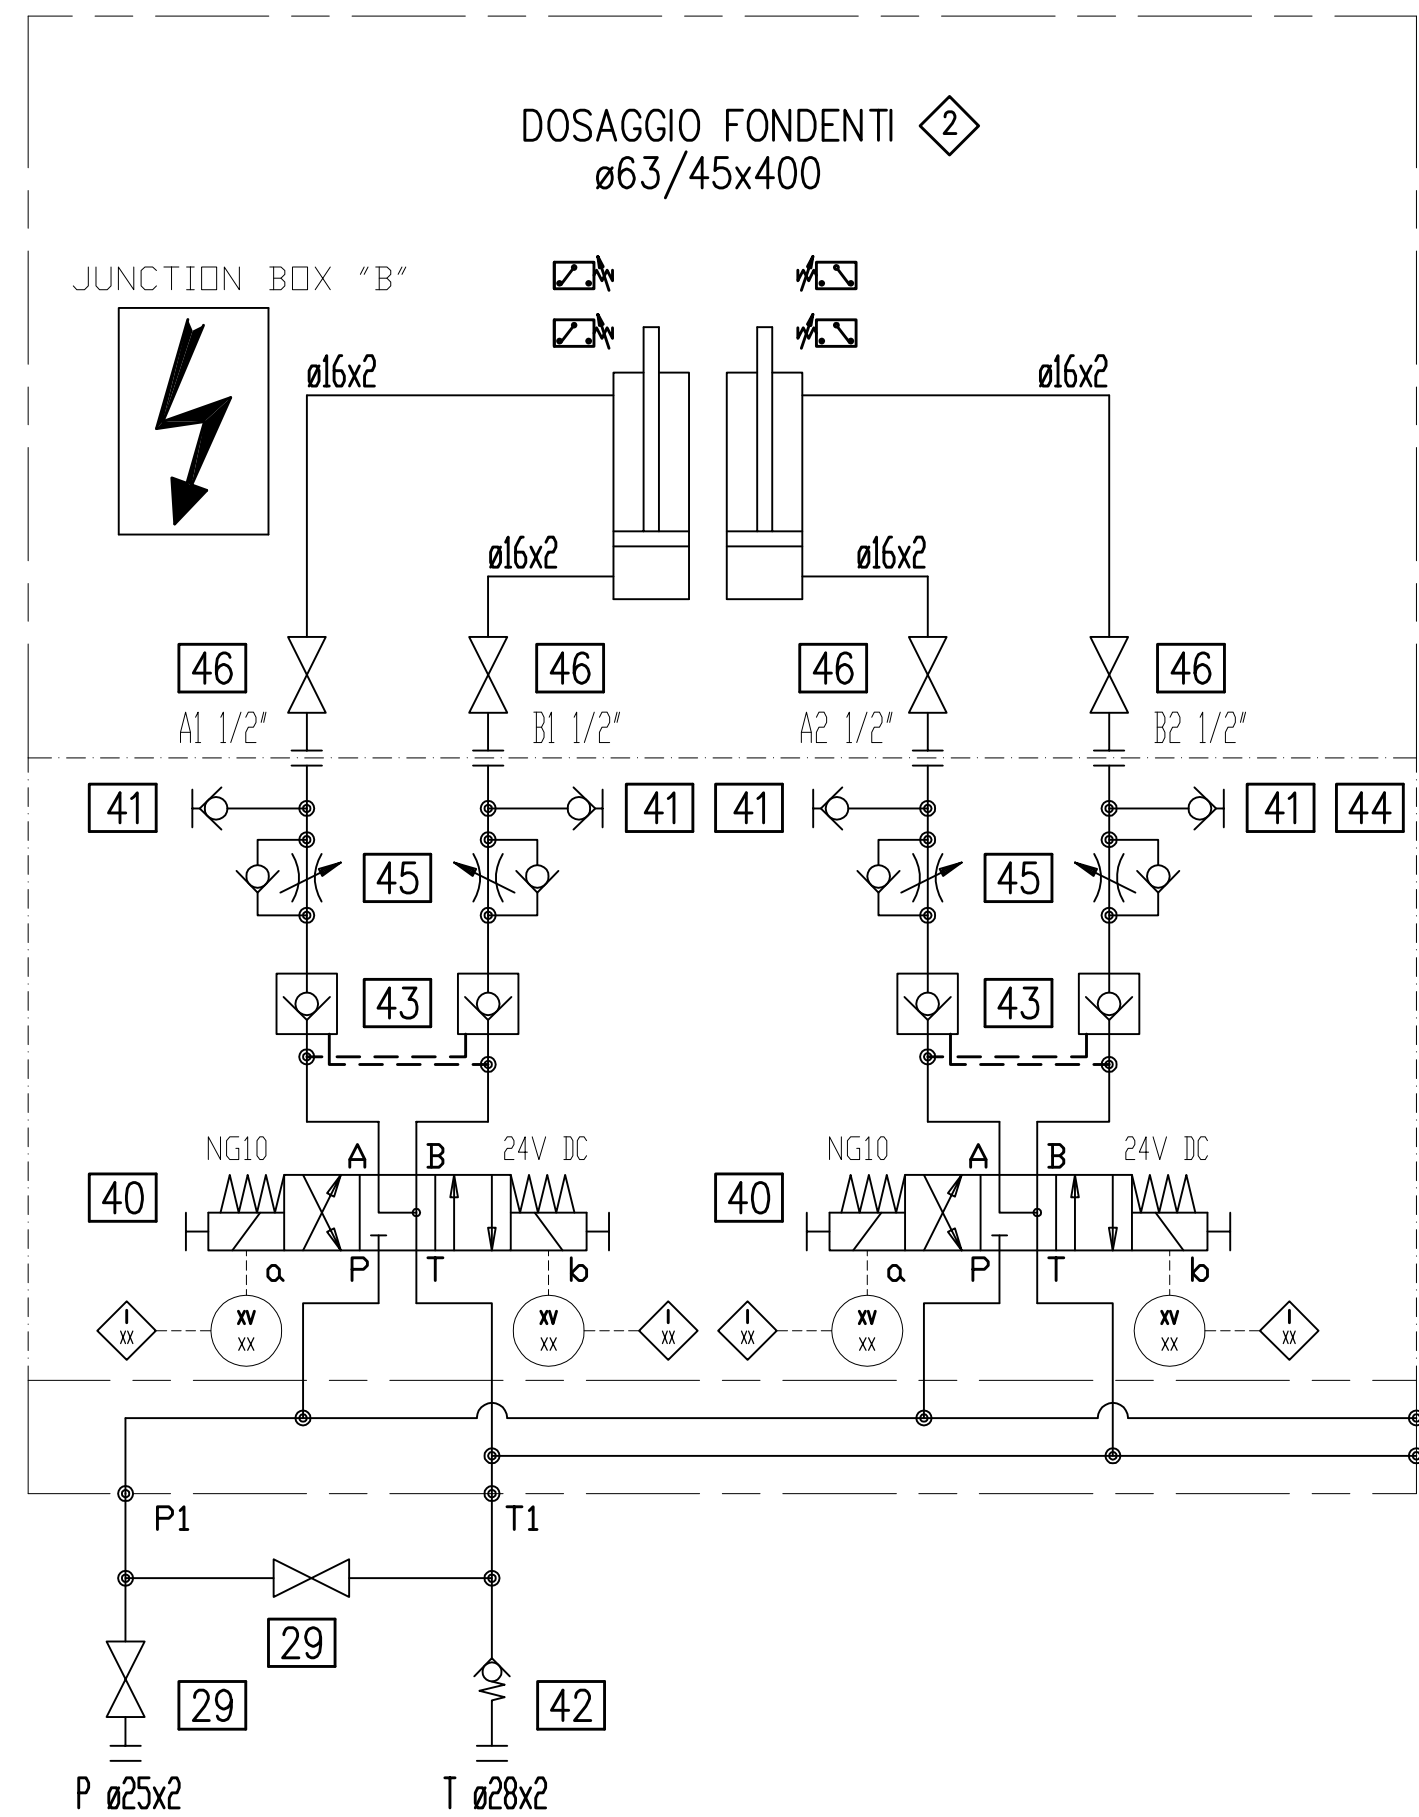 DOSAGGIO FONDENTI 2
ø63/45x400
JUNCTION BOX "B"
ø16x2 ø16x2
ø16x2 ø16x2
46 46 46 46
A1 1/2" B1 1/2" A2 1/2" B2 1/2"
41 41 41 41 44
45 45
43 43
NG10 A B 24V DC NG10 A B 24V DC
40 40
a P T b a P T b
I XV XV I I XV XV I
XX XX XX XX XX XX XX XX
P1 T1
29
29 42
P ø25x2 T ø28x2